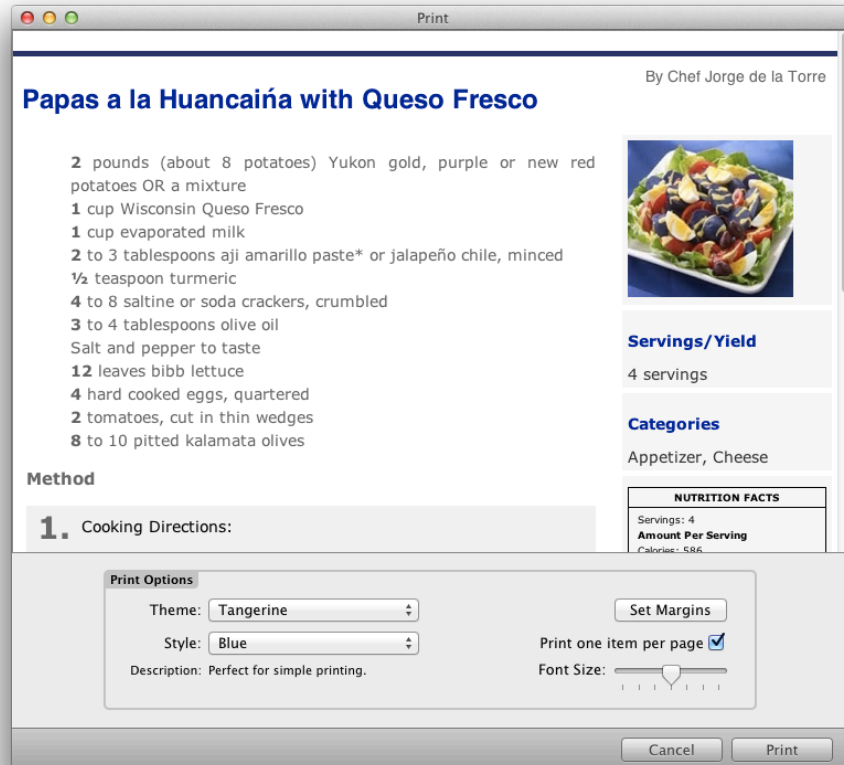 Print
By Chef Jorge de la Torre
Papas a la Huancaińa with Queso Fresco
2 pounds (about 8 potatoes) Yukon gold, purple or new red
potatoes OR a mixture
1 cup Wisconsin Queso Fresco
1 cup evaporated milk
2 to 3 tablespoons aji amarillo paste* or jalapeño chile, minced
½ teaspoon turmeric
4 to 8 saltine or soda crackers, crumbled
3 to 4 tablespoons olive oil
Salt and pepper to taste
12 leaves bibb lettuce
4 hard cooked eggs, quartered
2 tomatoes, cut in thin wedges
8 to 10 pitted kalamata olives
Method
1. Cooking Directions:
Servings/Yield
4 servings
Categories
Appetizer, Cheese
NUTRITION FACTS
Servings: 4
Amount Per Serving
Calories: 586
Print Options
Theme: Tangerine
Style: Blue
Description: Perfect for simple printing.
Set Margins
Print one item per page
Font Size:
Cancel
Print